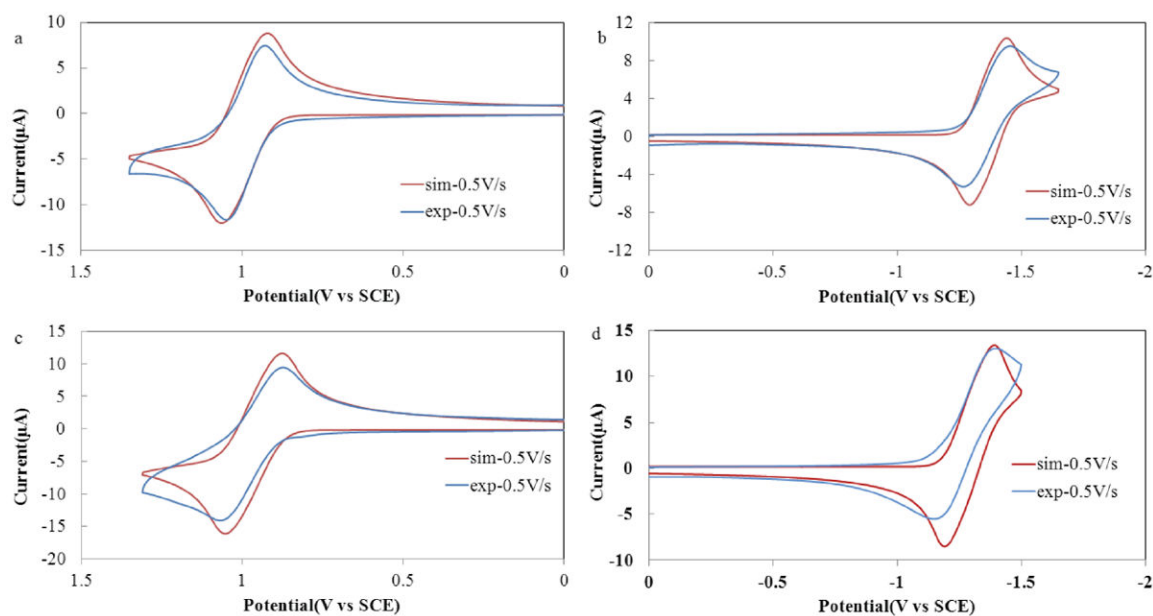 a
10
5
0
-5
-10
-15
Current(µA)
1.5
1
0.5
0
Potential(V vs SCE)
sim-0.5V/s
exp-0.5V/s
b
12
8
4
0
-4
-8
-12
Current(µA)
0
-0.5
-1
-1.5
-2
Potential(V vs SCE)
sim-0.5V/s
exp-0.5V/s
c
15
10
5
0
-5
-10
-15
-20
Current(µA)
1.5
1
0.5
0
Potential(V vs SCE)
sim-0.5V/s
exp-0.5V/s
d
15
10
5
0
-5
-10
Current(µA)
0
-0.5
-1
-1.5
-2
Potential(V vs SCE)
sim-0.5V/s
exp-0.5V/s